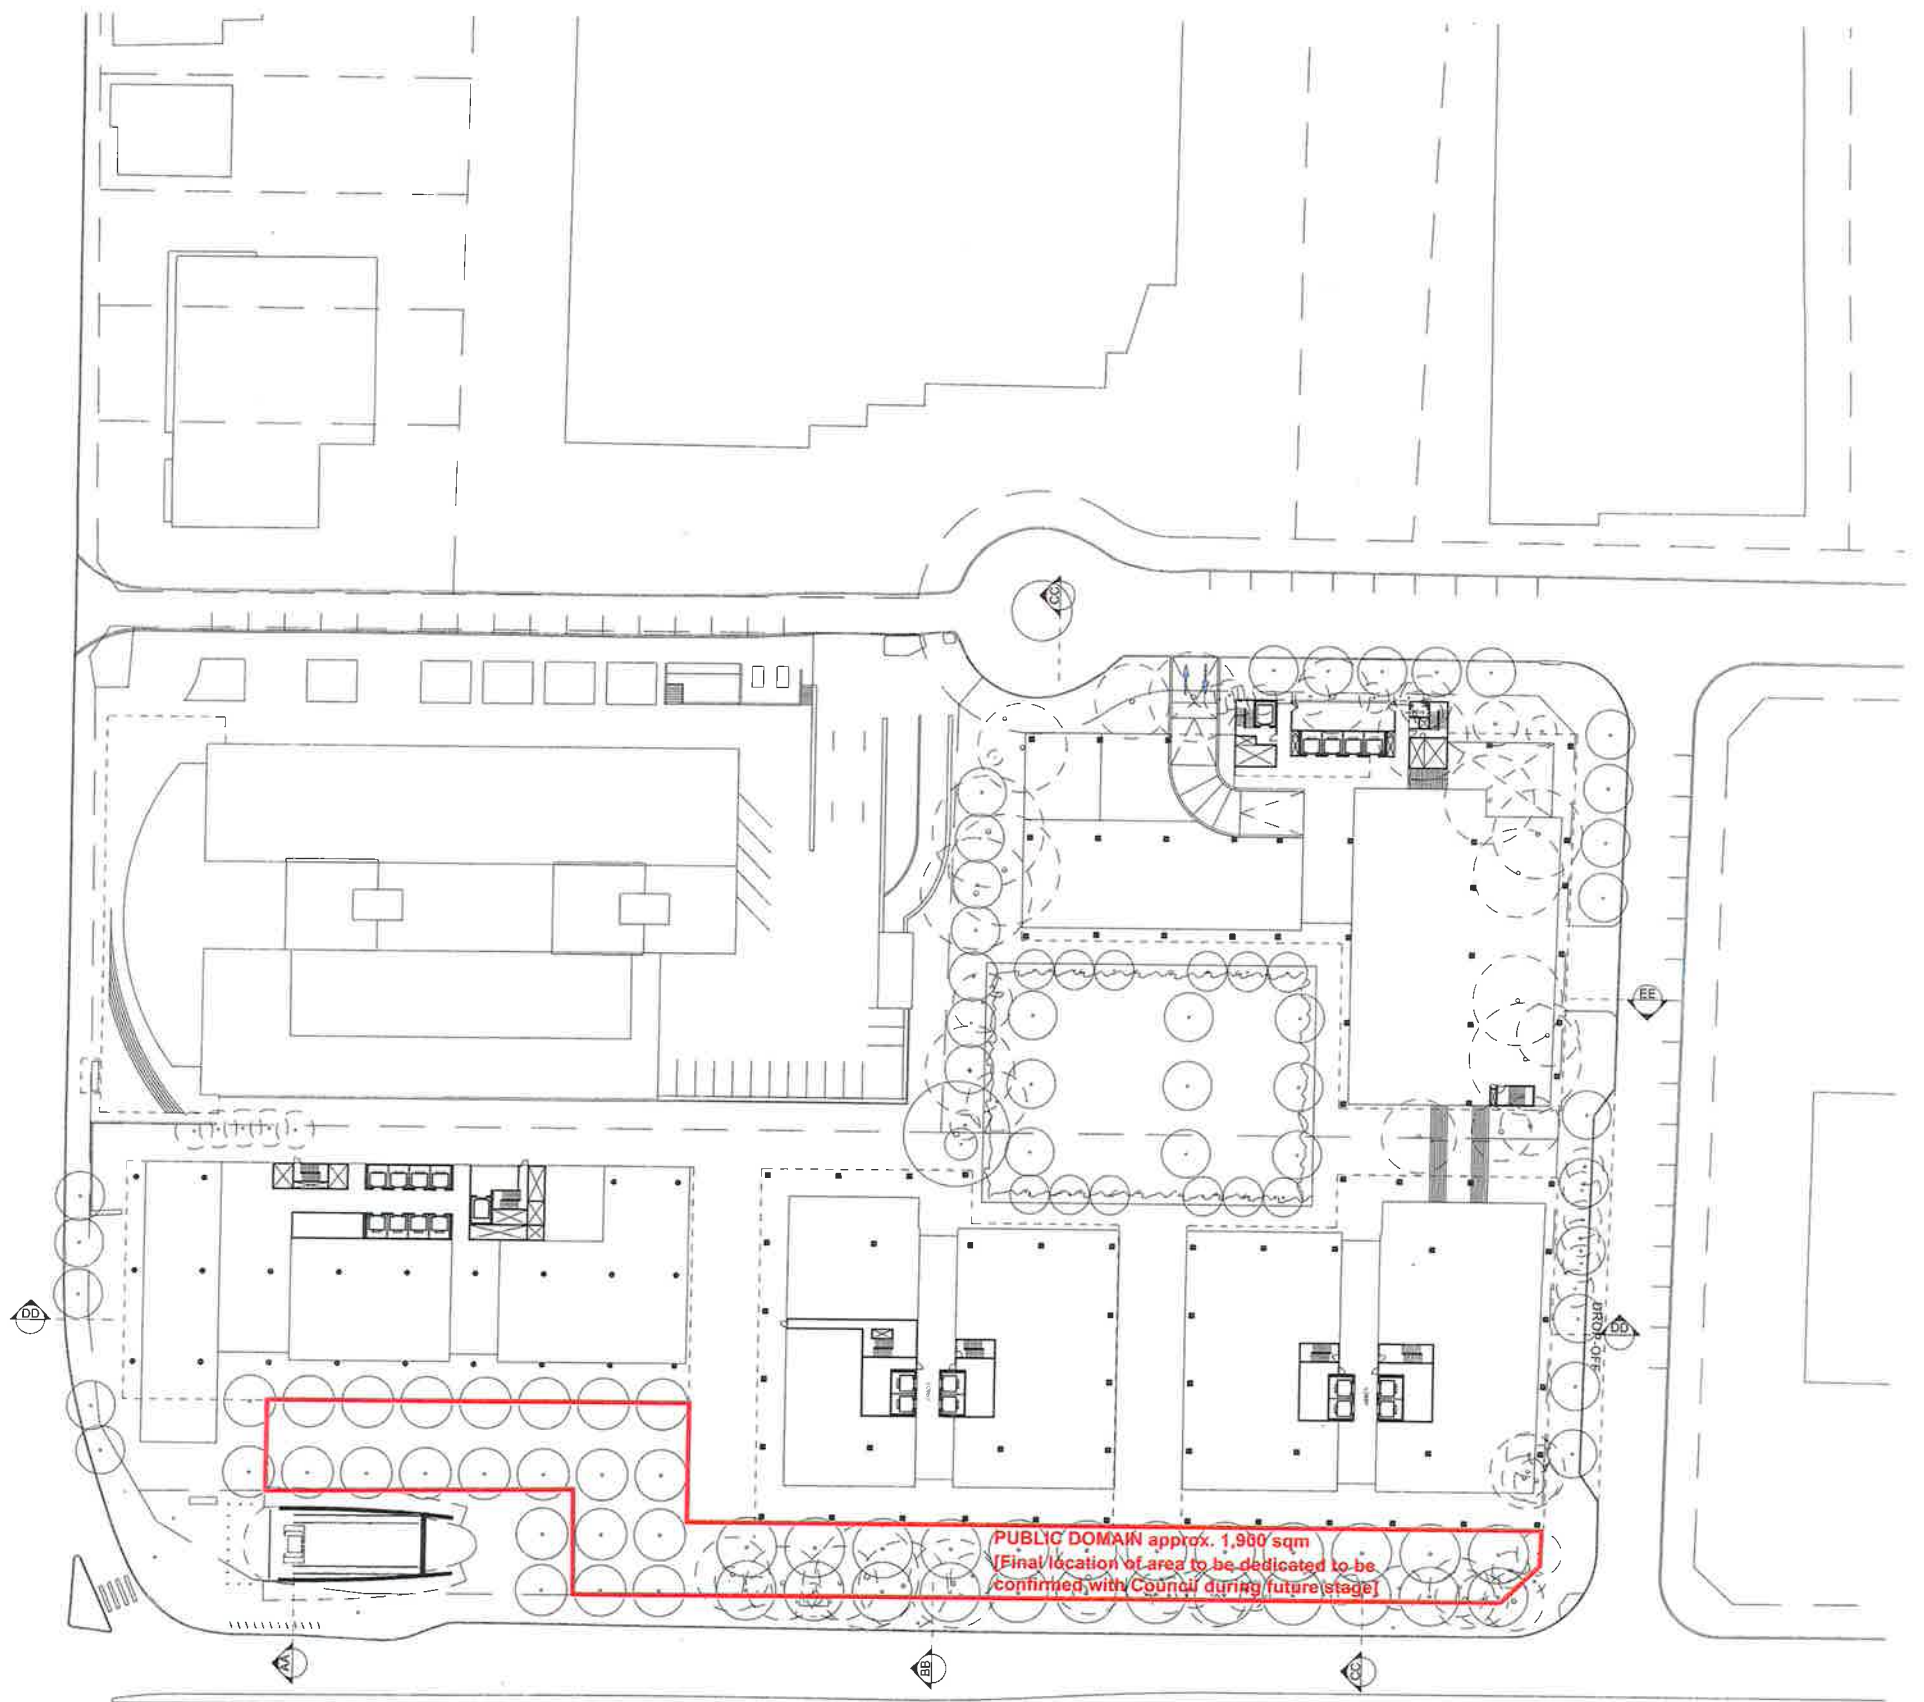 CC
EE
DD
DROP-OFF
DD
PUBLIC DOMAIN approx. 1,900 sqm
[Final location of area to be dedicated to be
confirmed with Council during future stage]
AA
BB
CC